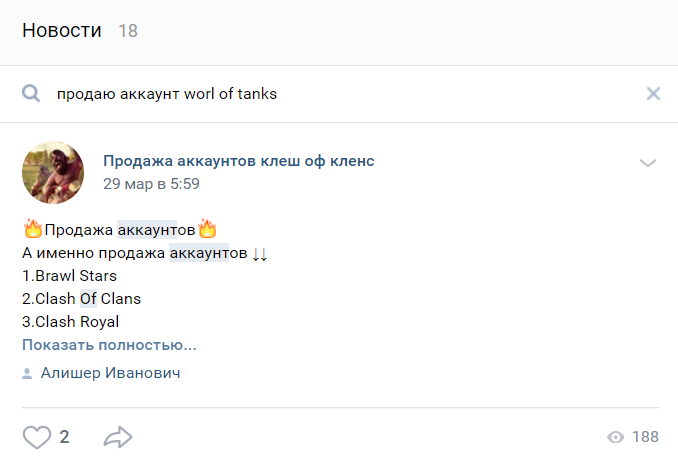 Новости 18
продаю аккаунт worl of tanks
Продажа аккаунтов клеш оф кленс
29 мар в 5:59
🔥Продажа аккаунтов🔥
А именно продажа аккаунтов ↓↓
1.Brawl Stars
2.Clash Of Clans
3.Clash Royal
Показать полностью...
Алишер Иванович
2
188